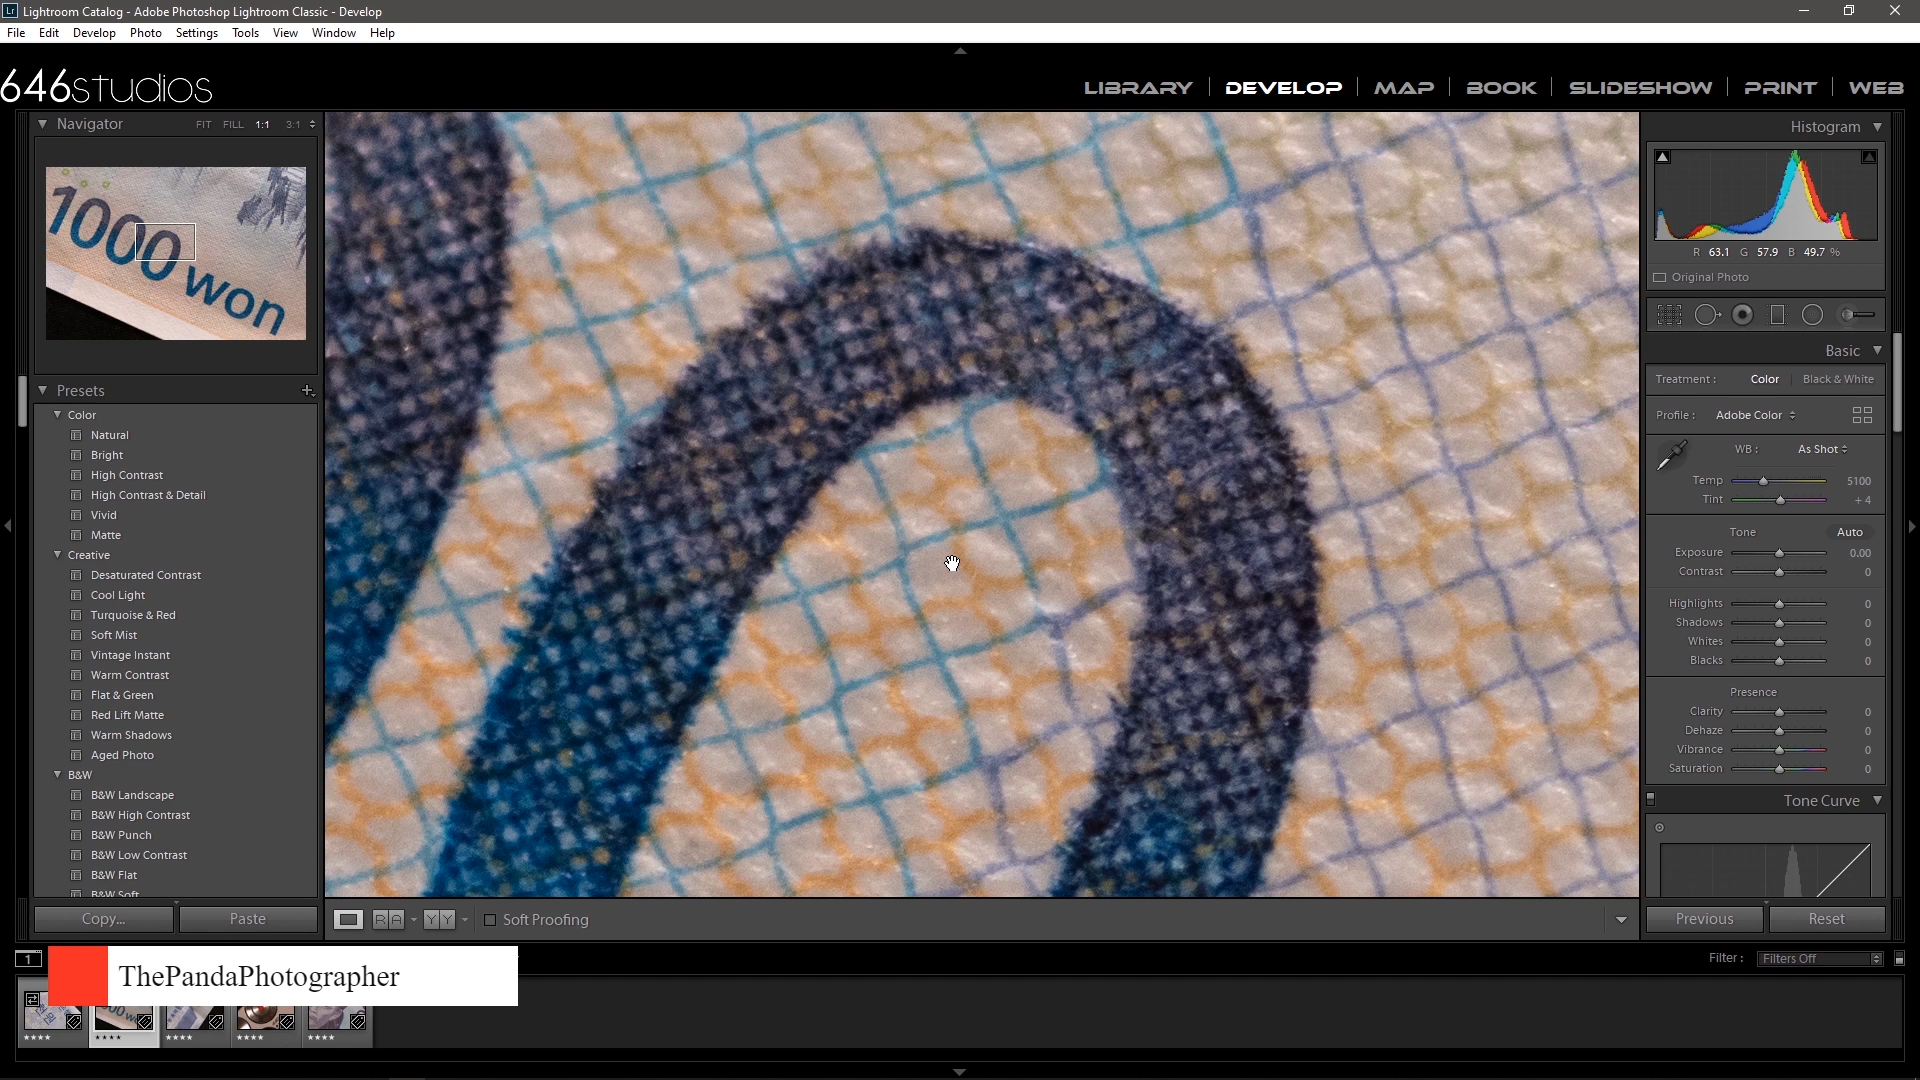 Lightroom Catalog - Adobe Photoshop Lightroom Classic - Develop
File Edit Develop Photo Settings Tools View Window Help
646studios
LIBRARY DEVELOP MAP BOOK SLIDESHOW PRINT WEB
Navigator FIT FILL 1:1 3:1
1000 won
Presets
Color
Natural
Bright
High Contrast
High Contrast & Detail
Vivid
Matte
Creative
Desaturated Contrast
Cool Light
Turquoise & Red
Soft Mist
Vintage Instant
Warm Contrast
Flat & Green
Red Lift Matte
Warm Shadows
Aged Photo
B&W
B&W Landscape
B&W High Contrast
B&W Punch
B&W Low Contrast
B&W Flat
B&W Soft
Copy... Paste
RA YY Soft Proofing
Histogram
R 63.1 G 57.9 B 49.7 %
Original Photo
Basic
Treatment : Color Black & White
Profile : Adobe Color
WB : As Shot
Temp 5100
Tint + 4
Tone Auto
Exposure 0.00
Contrast 0
Highlights 0
Shadows 0
Whites 0
Blacks 0
Presence
Clarity 0
Dehaze 0
Vibrance 0
Saturation 0
Tone Curve
Previous Reset
1
Filter : Filters Off
ThePandaPhotographer